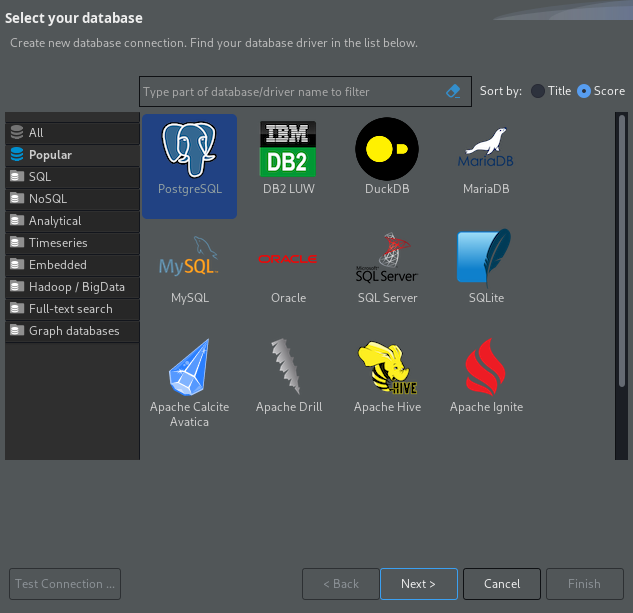 Select your database
Create new database connection. Find your database driver in the list below.
Type part of database/driver name to filter
Sort by: Title Score
All
Popular
SQL
NoSQL
Analytical
Timeseries
Embedded
Hadoop / BigData
Full-text search
Graph databases
PostgreSQL
IBM
DB2
DB2 LUW
DuckDB
MariaDB
MariaDB
MySQL
MySQL
ORACLE
Oracle
Microsoft
SQL Server
SQL Server
SQLite
Apache Calcite
Avatica
Apache Drill
HIVE
Apache Hive
Apache Ignite
Test Connection ...
< Back
Next >
Cancel
Finish